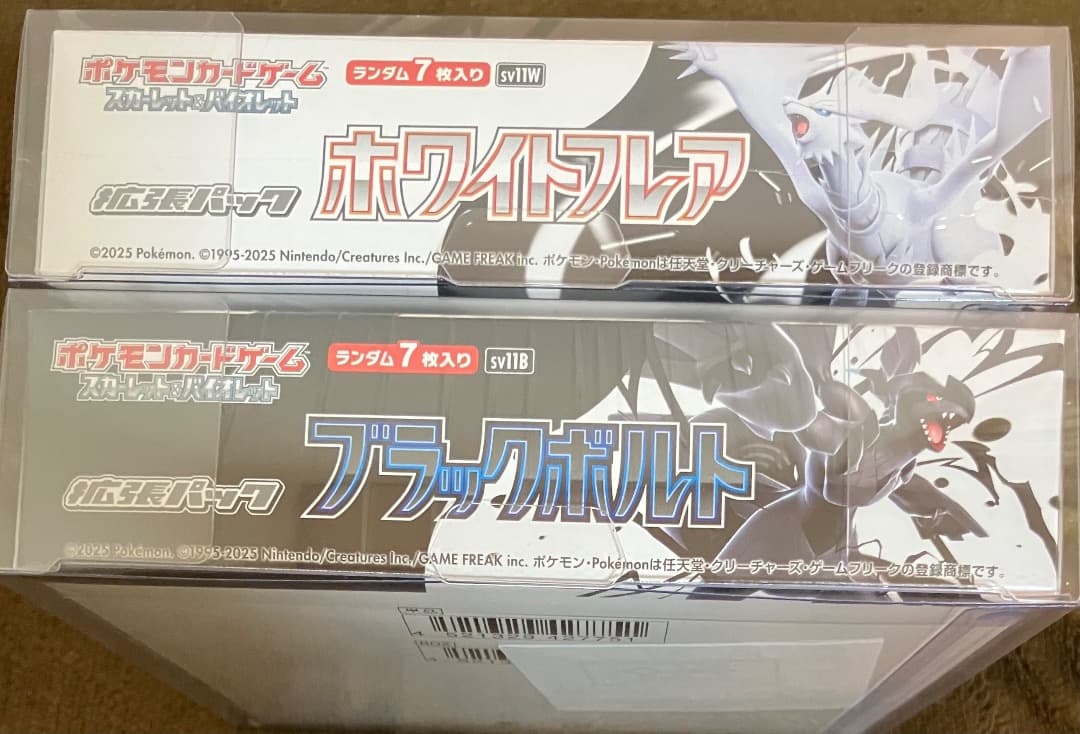 ポケモンカードゲーム
スカーレット&バイオレット
ランダム7枚入り sv11W
ホワイトフレア
拡張パック
©2025 Pokémon. ©1995-2025 Nintendo/Creatures Inc./GAME FREAK inc. ポケモン・Pokémonは任天堂・クリーチャーズ・ゲームフリークの登録商標です。
ポケモンカードゲーム
スカーレット&バイオレット
ランダム7枚入り sv11B
ブラックボルト
拡張パック
©2025 Pokémon. ©1995-2025 Nintendo/Creatures Inc./GAME FREAK inc. ポケモン・Pokémonは任天堂・クリーチャーズ・ゲームフリークの登録商標です。
4 521329 427751
BOX